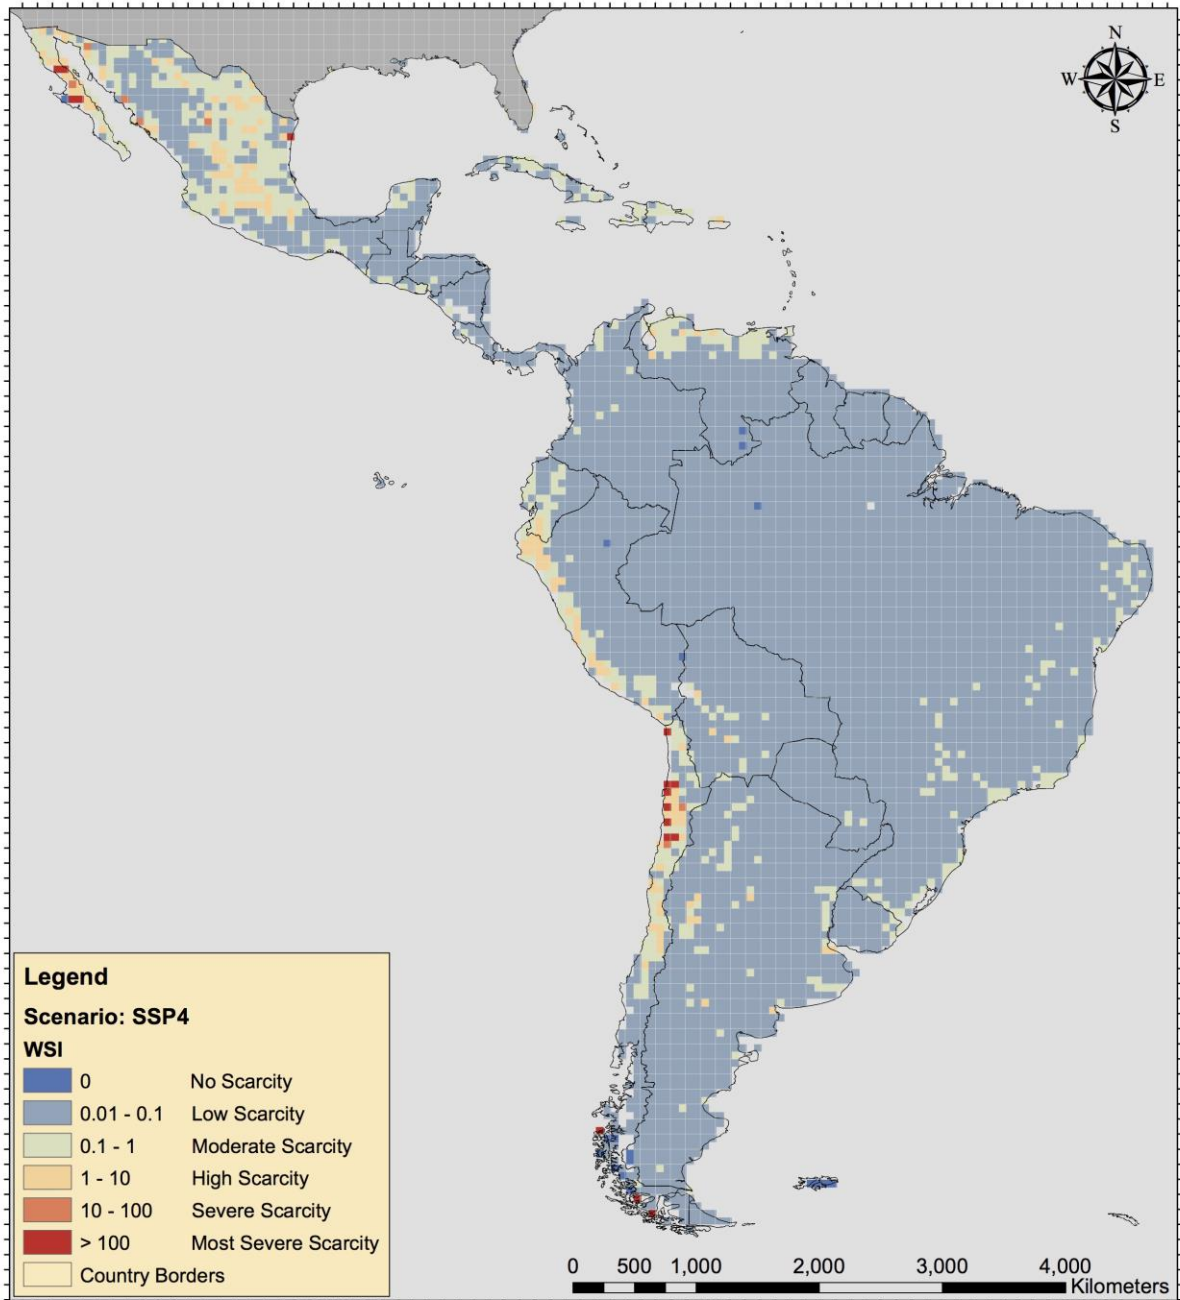 N
W E
S
Legend
Scenario: SSP4
WSI
0 No Scarcity
0.01 - 0.1 Low Scarcity
0.1 - 1 Moderate Scarcity
1 - 10 High Scarcity
10 - 100 Severe Scarcity
> 100 Most Severe Scarcity
Country Borders
0 500 1,000 2,000 3,000 4,000
Kilometers